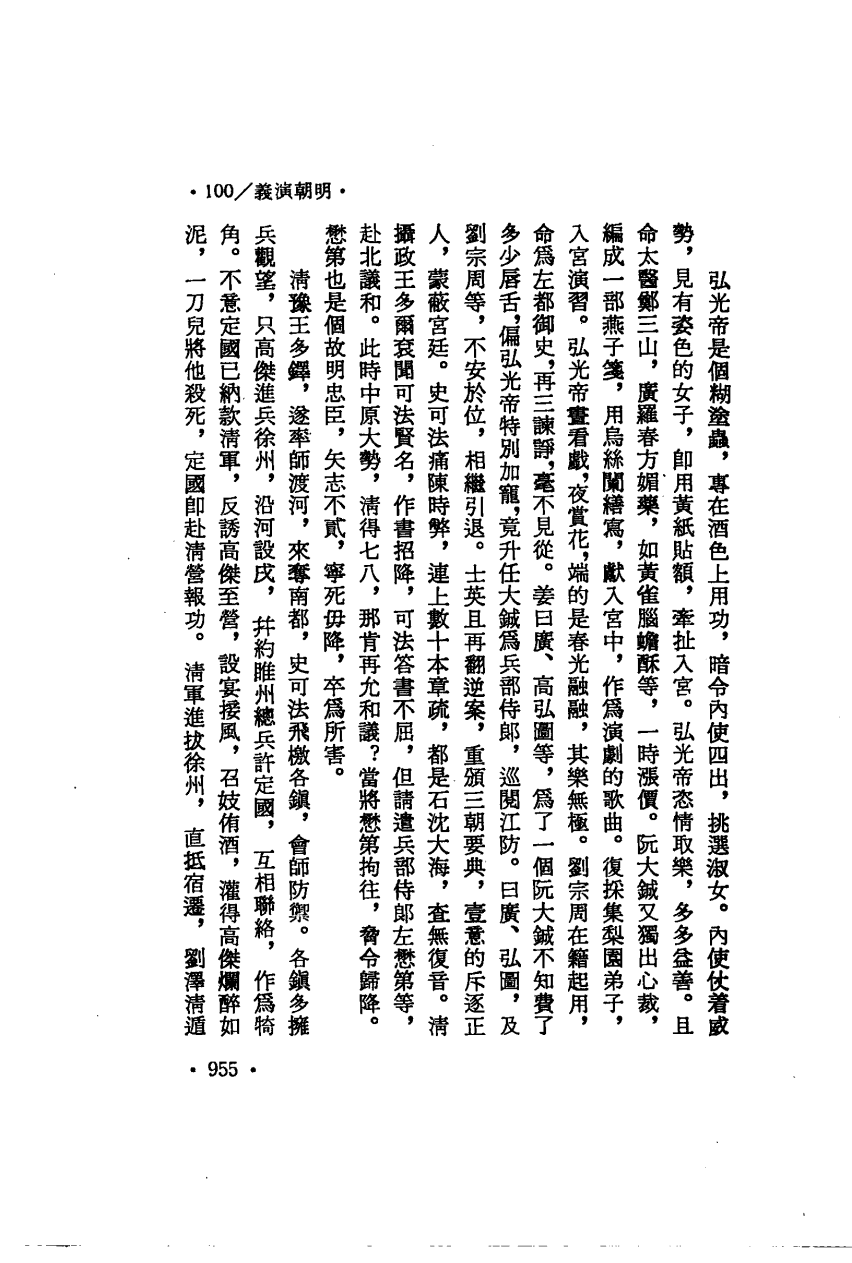 ·明朝演義/100·
弘光帝是個糊塗蟲，專在酒色上用功，暗令內使四出，挑選淑女。內使仗着威
勢，見有姿色的女子，卽用黃紙貼額，牽扯入宮。弘光帝恣情取樂，多多益善。且
命太醫鄭三山，廣羅春方媚藥，如黃雀腦蟾酥等，一時漲價。阮大鋮又獨出心裁，
編成一部燕子箋，用烏絲闌繕寫，獻入宮中，作爲演劇的歌曲。復採集梨園弟子，
入宮演習。弘光帝晝看戲，夜賞花，端的是春光融融，其樂無極。劉宗周在籍起用，
命爲左都御史，再三諫諍，毫不見從。姜曰廣、高弘圖等，爲了一個阮大鋮不知費了
多少唇舌，偏弘光帝特別加寵，竟升任大鋮爲兵部侍郞，巡閱江防。曰廣、弘圖，及
劉宗周等，不安於位，相繼引退。士英且再翻逆案，重頒三朝要典，壹意的斥逐正
人，蒙蔽宮廷。史可法痛陳時弊，連上數十本章疏，都是石沈大海，查無復音。淸
攝政王多爾袞聞可法賢名，作書招降，可法答書不屈，但請遣兵部侍郞左懋第等，
赴北議和。此時中原大勢，淸得七八，那肯再允和議？當將懋第拘往，脅令歸降。
懋第也是個故明忠臣，矢志不貳，寧死毋降，卒爲所害。
淸豫王多鐸，遂率師渡河，來奪南都，史可法飛檄各鎭，會師防禦。各鎭多擁
兵觀望，只高傑進兵徐州，沿河設戍，幷約睢州總兵許定國，互相聯絡，作爲犄
角。不意定國已納款淸軍，反誘高傑至營，設宴接風，召妓侑酒，灌得高傑爛醉如
泥，一刀兒將他殺死，定國卽赴淸營報功。淸軍進拔徐州，直抵宿遷，劉澤淸遁
·955·